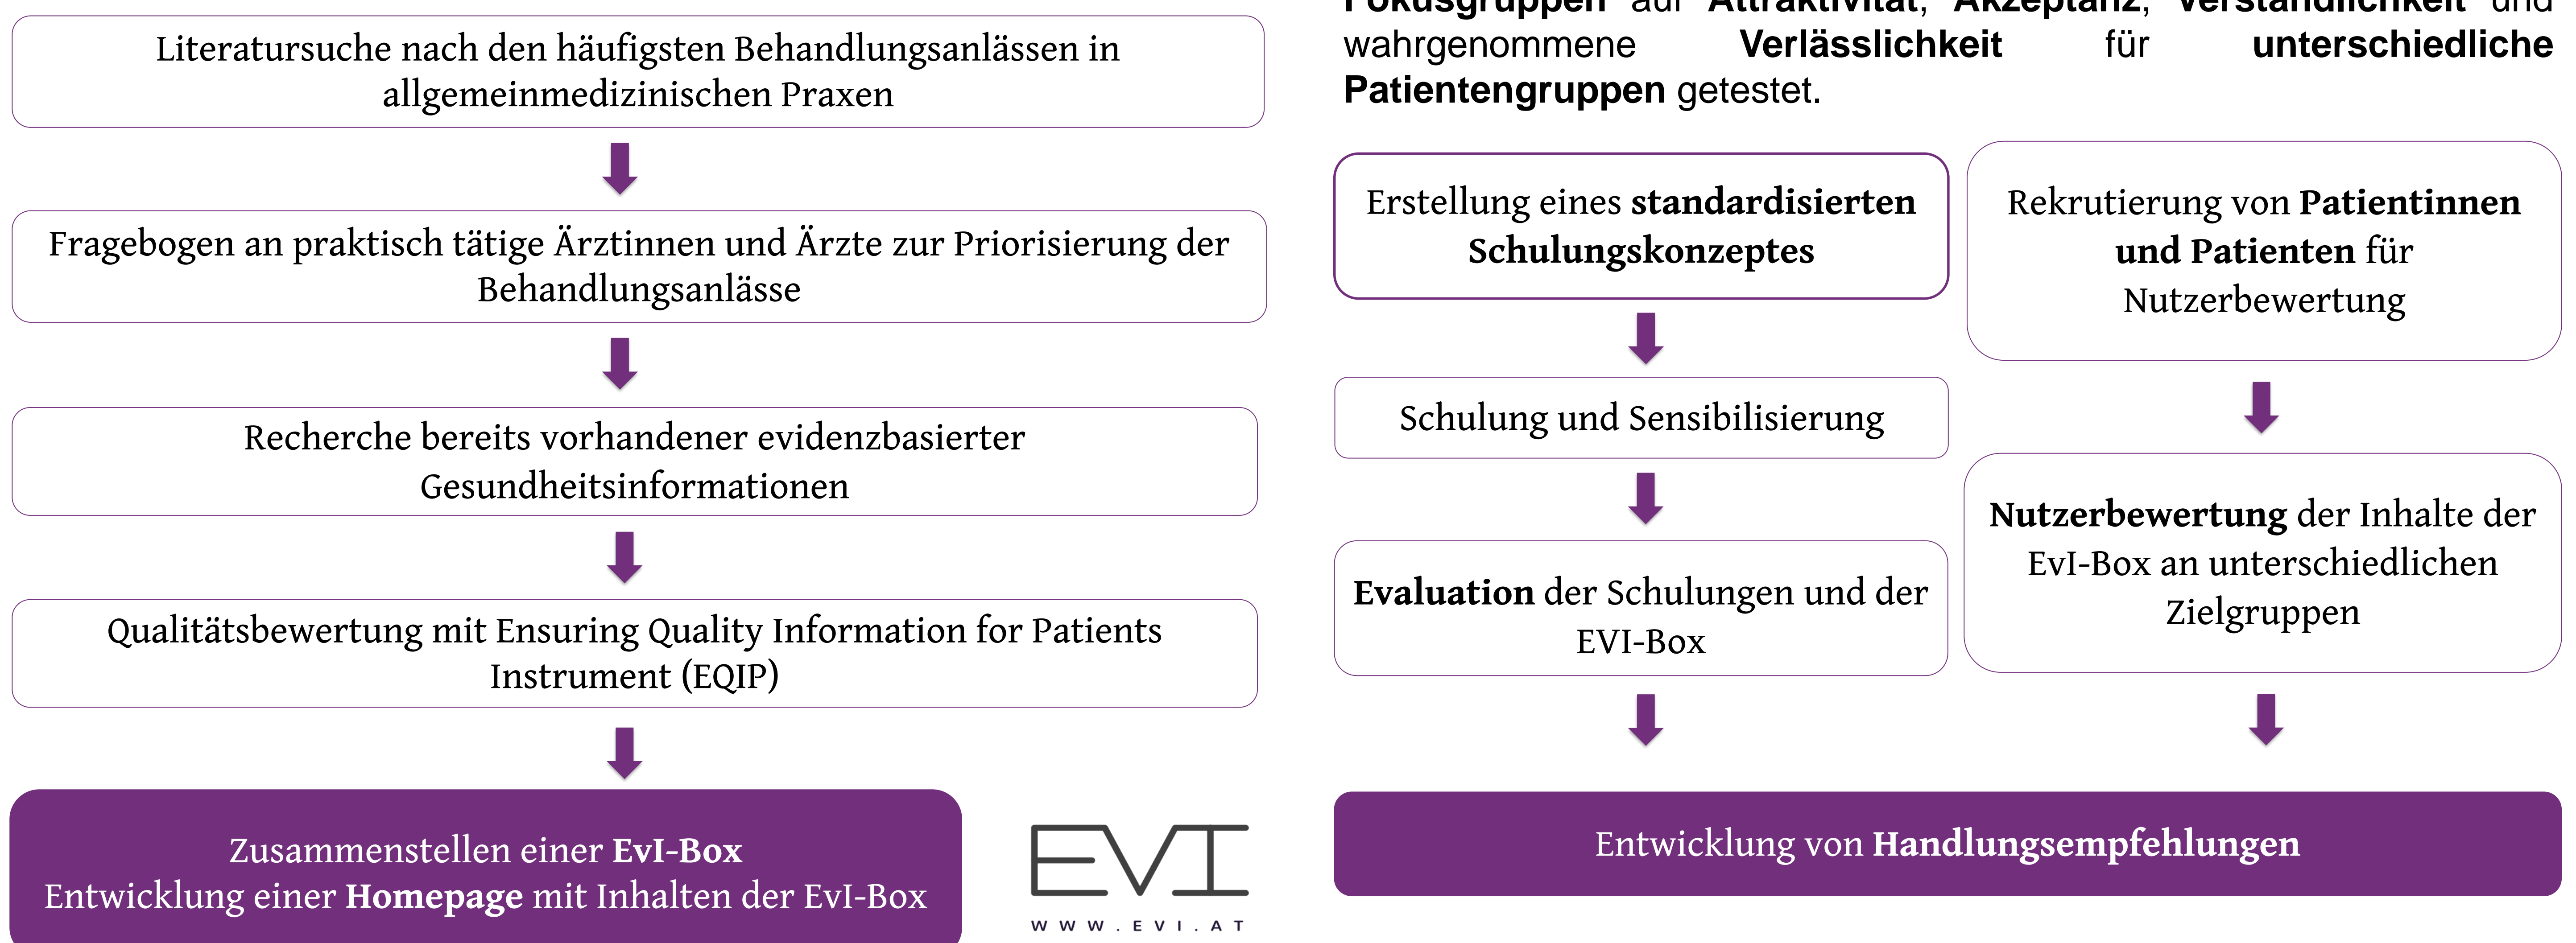 Literatursuche nach den häufigsten Behandlungsanlässen in
allgemeinmedizinischen Praxen
Fragebogen an praktisch tätige Ärztinnen und Ärzte zur Priorisierung der
Behandlungsanlässe
Recherche bereits vorhandener evidenzbasierter
Gesundheitsinformationen
Qualitätsbewertung mit Ensuring Quality Information for Patients
Instrument (EQIP)
Zusammenstellen einer EvI-Box
Entwicklung einer Homepage mit Inhalten der EvI-Box
EVI
WWW.EVI.AT
Fokusgruppen auf Attraktivität, Akzeptanz, Verständlichkeit und
wahrgenommene Verlässlichkeit für unterschiedliche
Patientengruppen getestet.
Erstellung eines standardisierten
Schulungskonzeptes
Schulung und Sensibilisierung
Evaluation der Schulungen und der
EVI-Box
Rekrutierung von Patientinnen
und Patienten für
Nutzerbewertung
Nutzerbewertung der Inhalte der
EvI-Box an unterschiedlichen
Zielgruppen
Entwicklung von Handlungsempfehlungen